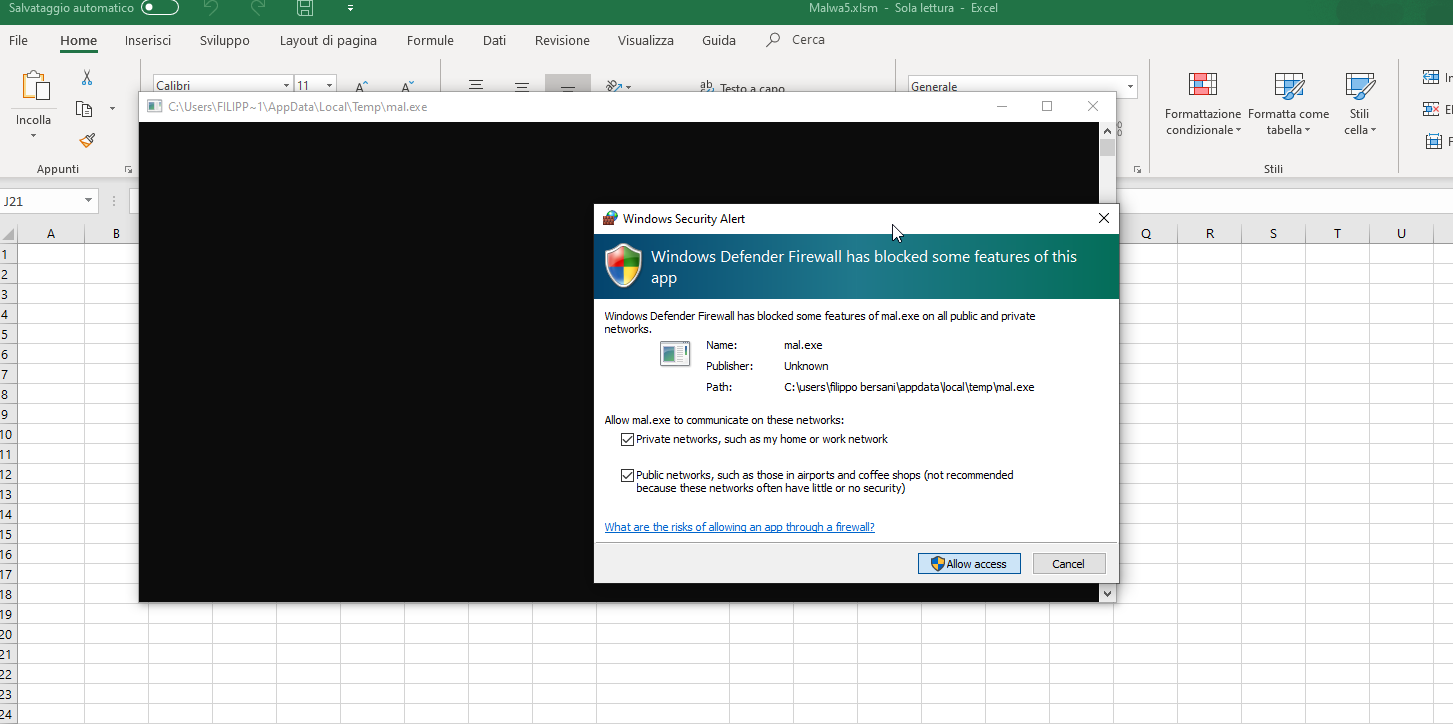 Salvataggio automatico
Malwa5.xlsm - Sola lettura - Excel
File Home Inserisci Sviluppo Layout di pagina Formule Dati Revisione Visualizza Guida Cerca
Calibri 11 A A ab Testo a capo Generale
Incolla
Appunti
Formattazione condizionale
Formatta come tabella
Stili cella
Stili
In
El
F
C:\Users\FILIPP~1\AppData\Local\Temp\mal.exe
J21
A B Q R S T U
1
2
3
4
5
6
7
8
9
10
11
12
13
14
15
16
17
18
19
20
21
22
23
24
Windows Security Alert
Windows Defender Firewall has blocked some features of this
app
Windows Defender Firewall has blocked some features of mal.exe on all public and private
networks.
Name: mal.exe
Publisher: Unknown
Path: C:\users\filippo bersani\appdata\local\temp\mal.exe
Allow mal.exe to communicate on these networks:
Private networks, such as my home or work network
Public networks, such as those in airports and coffee shops (not recommended
because these networks often have little or no security)
What are the risks of allowing an app through a firewall?
Allow access Cancel